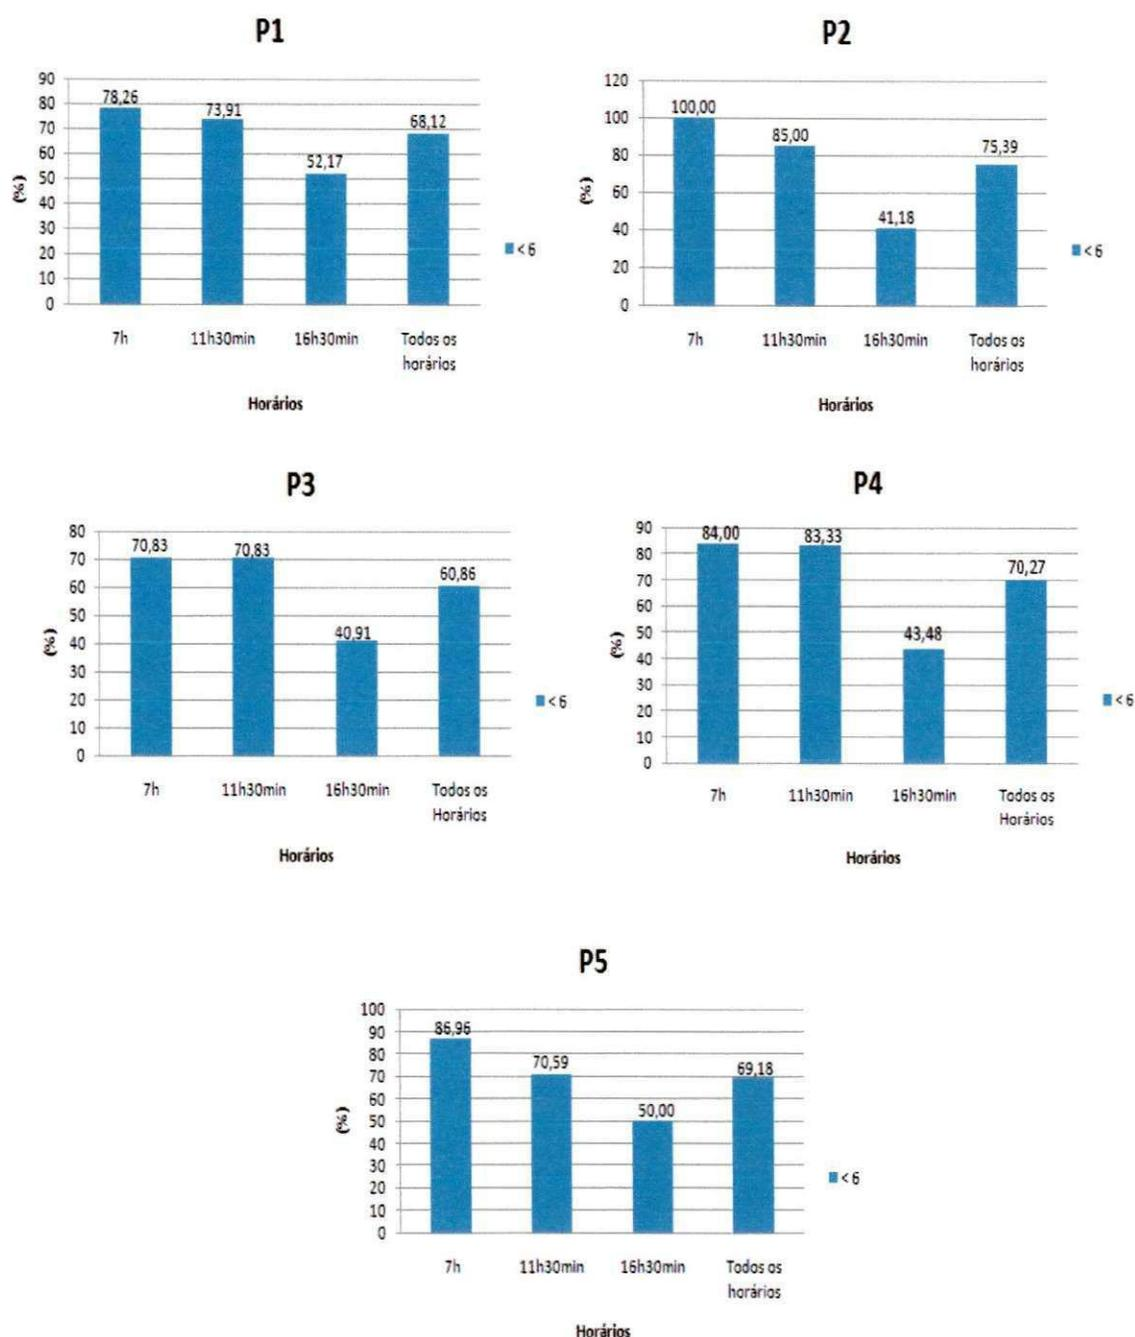 P1
90
80
70
60
50
40
30
20
10
0
(%)
78,26
73,91
52,17
68,12
< 6
7h
11h30min
16h30min
Todos os
horários
Horários
P2
120
100
80
60
40
20
0
(%)
100,00
85,00
41,18
75,39
< 6
7h
11h30min
16h30min
Todos os
horários
Horários
P3
80
70
60
50
40
30
20
10
0
(%)
70,83
70,83
40,91
60,86
< 6
7h
11h30min
16h30min
Todos os
Horários
Horários
P4
90
80
70
60
50
40
30
20
10
0
(%)
84,00
83,33
43,48
70,27
< 6
7h
11h30min
16h30min
Todos os
Horários
Horários
P5
100
90
80
70
60
50
40
30
20
10
0
(%)
86,96
70,59
50,00
69,18
< 6
7h
11h30min
16h30min
Todos os
horários
Horários